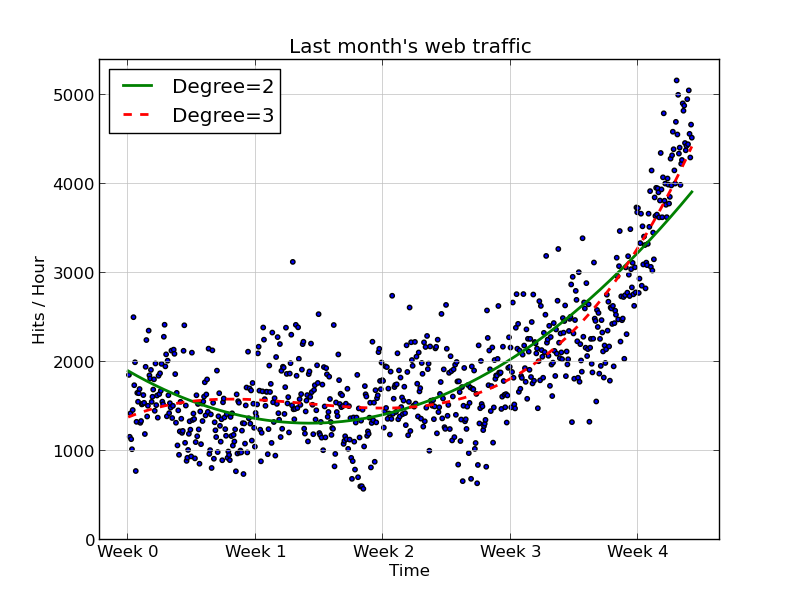 Last month's web traffic
Degree=2
Degree=3
5000
4000
3000
2000
1000
0
Hits / Hour
Week 0 Week 1 Week 2 Week 3 Week 4
Time